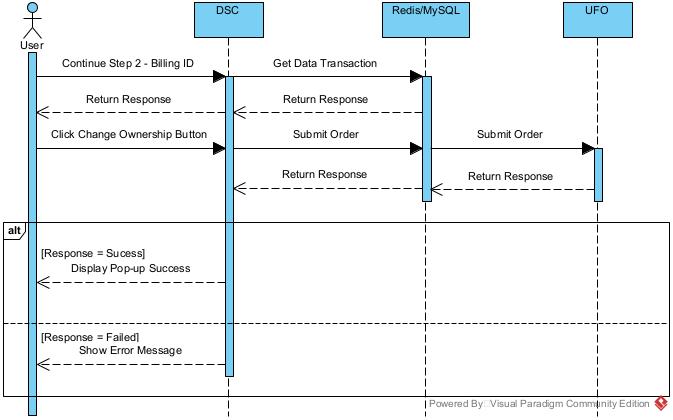 DSC
Redis/MySQL
UFO
User
Continue Step 2 - Billing ID
Get Data Transaction
Return Response
Return Response
Click Change Ownership Button
Submit Order
Submit Order
Return Response
Return Response
alt
[Response = Sucess]
Display Pop-up Success
[Response = Failed]
Show Error Message
Powered By Visual Paradigm Community Edition